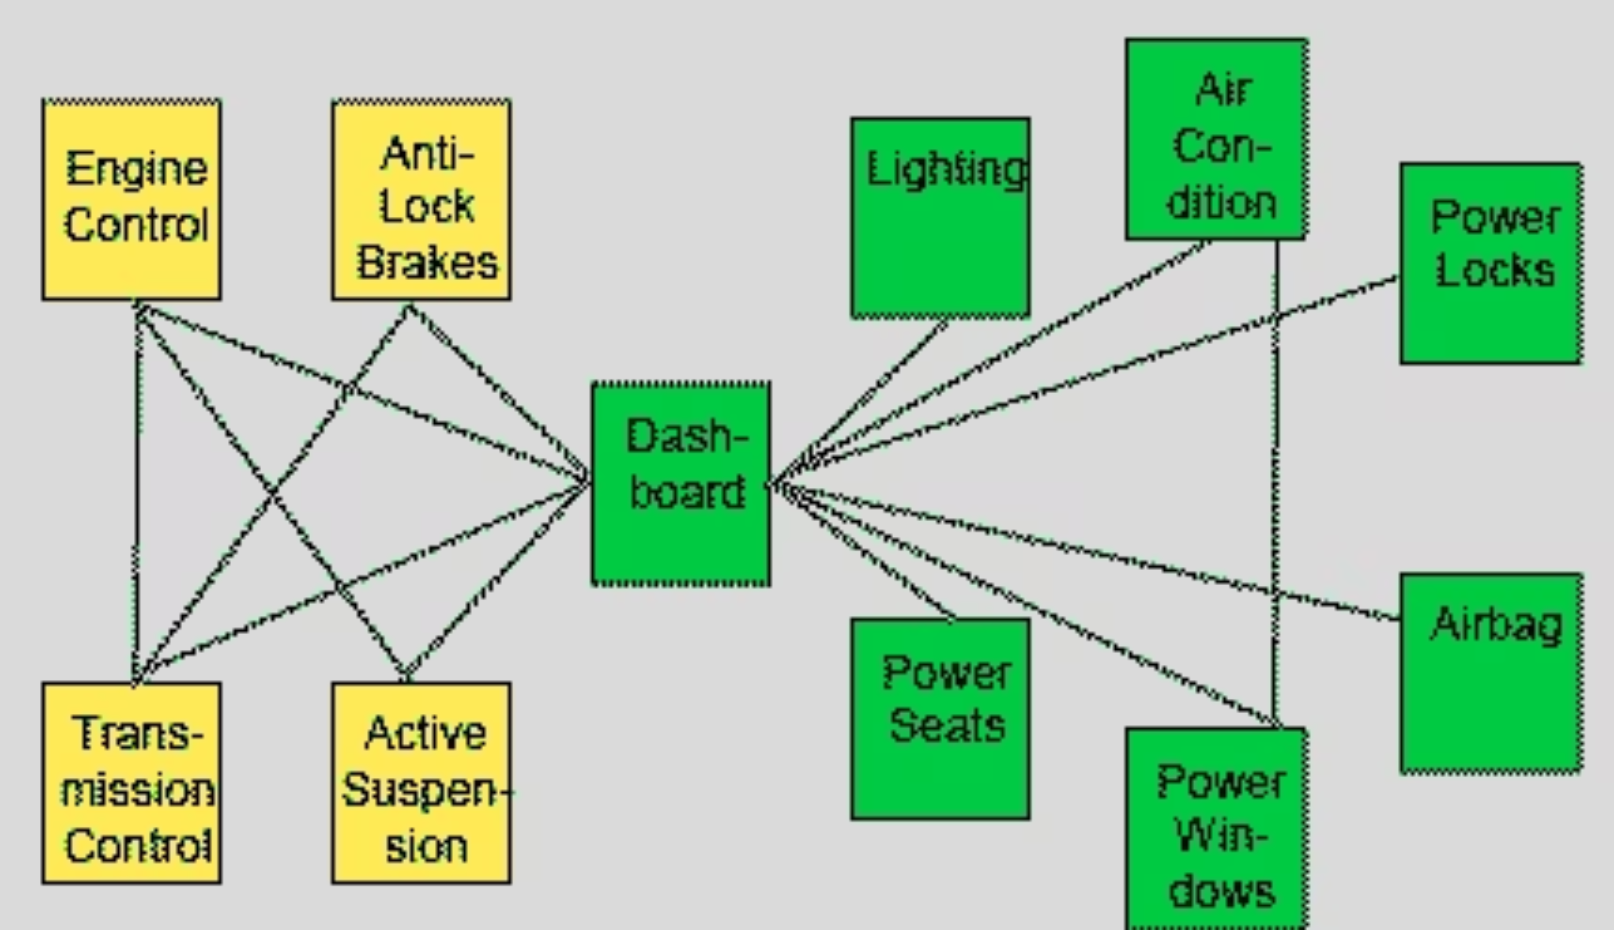 Engine
Control
Anti-
Lock
Brakes
Lighting
Air
Con-
dition
Power
Locks
Dash-
board
Trans-
mission
Control
Active
Suspen-
sion
Power
Seats
Power
Win-
dows
Airbag